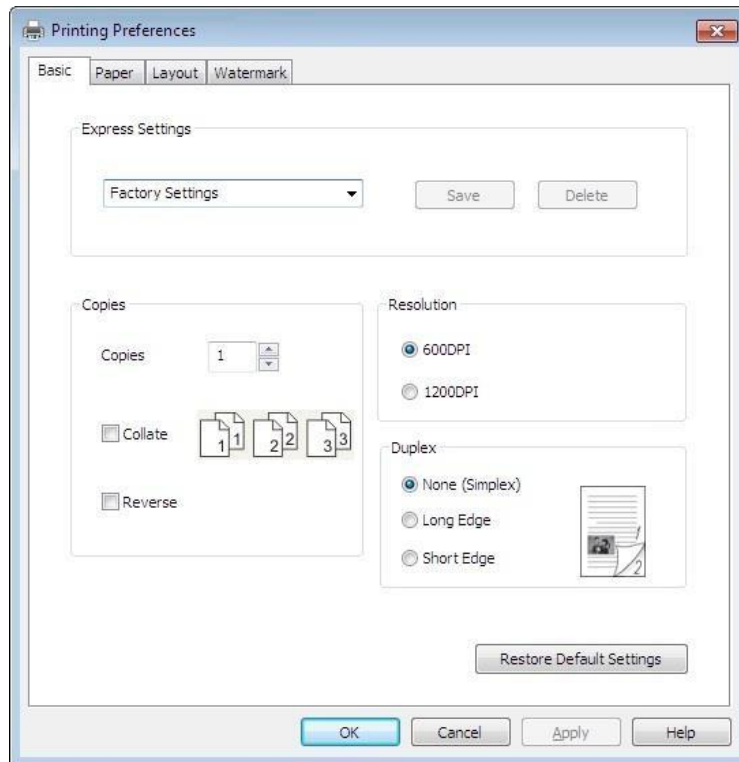 Printing Preferences
Basic Paper Layout Watermark
Express Settings
Factory Settings Save Delete
Copies
Copies 1
Collate 1 1 2 2 3 3
Reverse
Resolution
600DPI
1200DPI
Duplex
None (Simplex)
Long Edge
Short Edge
1
2
Restore Default Settings
OK Cancel Apply Help